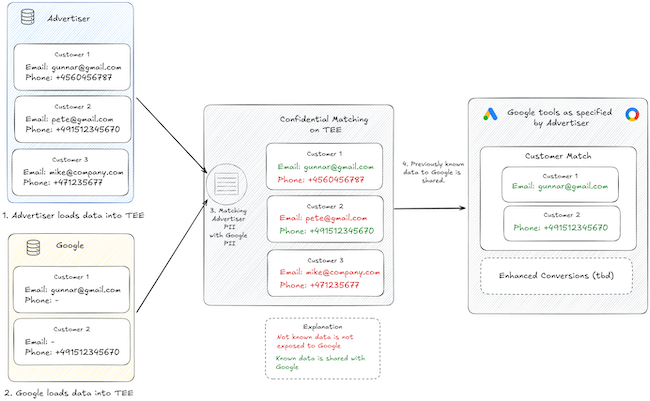 Advertiser
Customer 1
Email: gunnar@gmail.com
Phone: +4560456787
Customer 2
Email: pete@gmail.com
Phone: +491512345670
Customer 3
Email: mike@company.com
Phone: +471235677
1. Advertiser loads data into TEE
Google
Customer 1
Email: gunnar@gmail.com
Phone: -
Customer 2
Email: -
Phone: +491512345670
2. Google loads data into TEE
3. Matching
Advertiser
PII
with Google
PII
Confidential Matching
on TEE
Customer 1
Email: gunnar@gmail.com
Phone: +4560456787
Customer 2
Email: pete@gmail.com
Phone: +491512345670
Customer 3
Email: mike@company.com
Phone: +471235677
Explanation
Not known data is not
exposed to Google
Known data is shared with
Google
4. Previously known
data to Google is
shared.
Google tools as specified
by Advertiser
Customer Match
Customer 1
Email: gunnar@gmail.com
Customer 2
Phone: +491512345670
Enhanced Conversions (tbd)